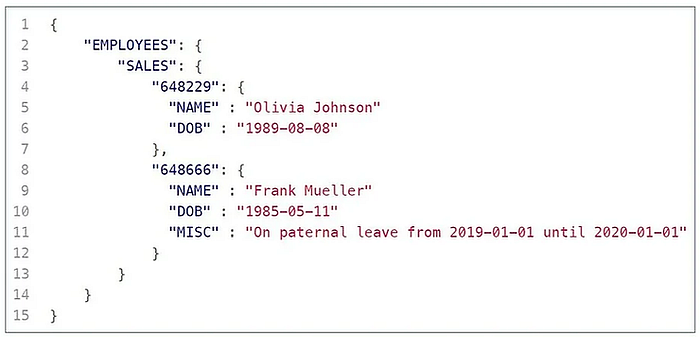 1 {
2 "EMPLOYEES": {
3 "SALES": {
4 "648229": {
5 "NAME" : "Olivia Johnson"
6 "DOB" : "1989-08-08"
7 },
8 "648666": {
9 "NAME" : "Frank Mueller"
10 "DOB" : "1985-05-11"
11 "MISC" : "On paternal leave from 2019-01-01 until 2020-01-01"
12 }
13 }
14 }
15 }